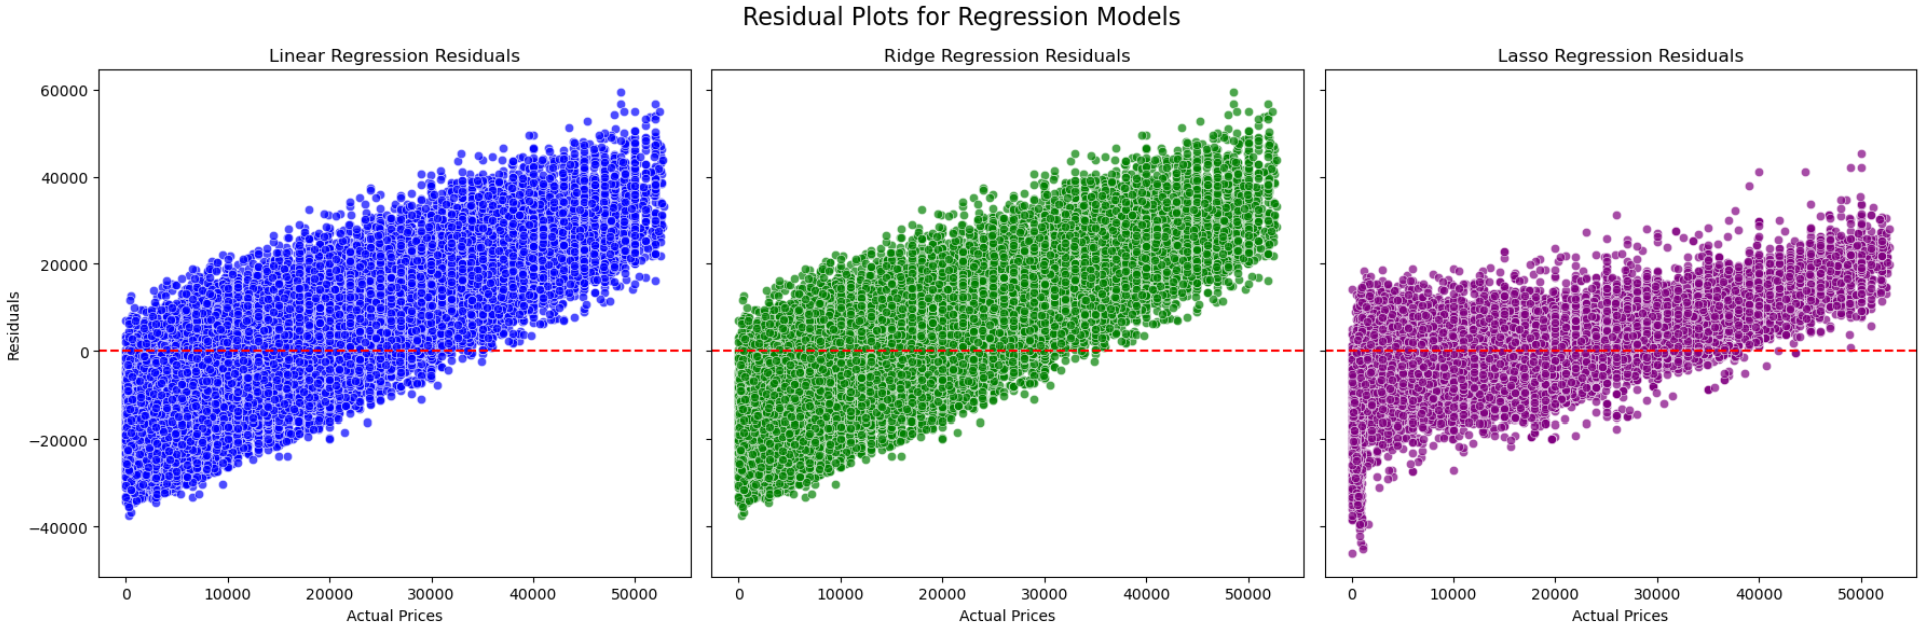 Residual Plots for Regression Models
Linear Regression Residuals
Ridge Regression Residuals
Lasso Regression Residuals
Residuals
60000
40000
20000
0
−20000
−40000
0 10000 20000 30000 40000 50000
0 10000 20000 30000 40000 50000
0 10000 20000 30000 40000 50000
Actual Prices
Actual Prices
Actual Prices